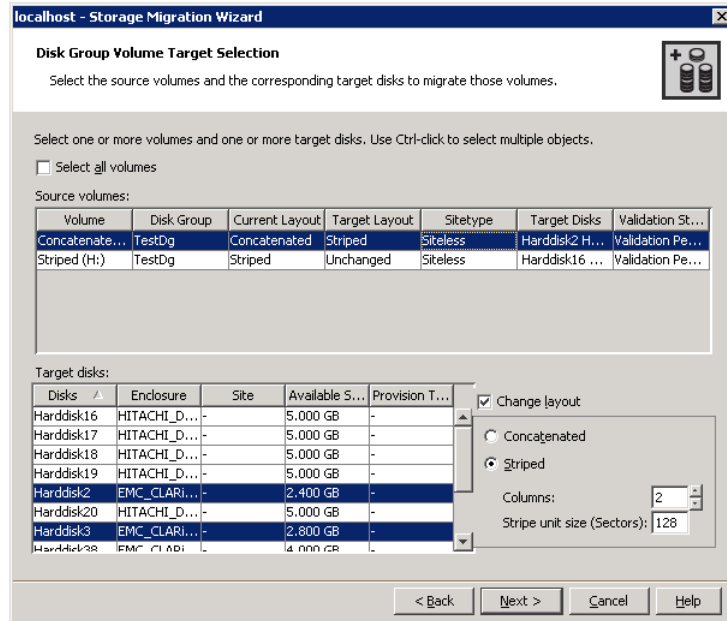 localhost - Storage Migration Wizard
Disk Group Volume Target Selection
Select the source volumes and the corresponding target disks to migrate those volumes.
Select one or more volumes and one or more target disks. Use Ctrl-click to select multiple objects.
Select all volumes
Source volumes:
Volume Disk Group Current Layout Target Layout Sitetype Target Disks Validation St...
Concatenate... TestDg Concatenated Striped Siteless Harddisk2 H... Validation Pe...
Striped (H:) TestDg Striped Unchanged Siteless Harddisk16 ... Validation Pe...
Target disks:
Disks Enclosure Site Available S... Provision T...
Harddisk16 HITACHI_D... - 5.000 GB -
Harddisk17 HITACHI_D... - 5.000 GB -
Harddisk18 HITACHI_D... - 5.000 GB -
Harddisk19 HITACHI_D... - 5.000 GB -
Harddisk2 EMC_CLARi... - 2.400 GB -
Harddisk20 HITACHI_D... - 5.000 GB -
Harddisk3 EMC_CLARi... - 2.800 GB -
Harddisk38 EMC_CLARi... - 4.000 GB -
Change layout
Concatenated
Striped
Columns: 2
Stripe unit size (Sectors): 128
< Back Next > Cancel Help